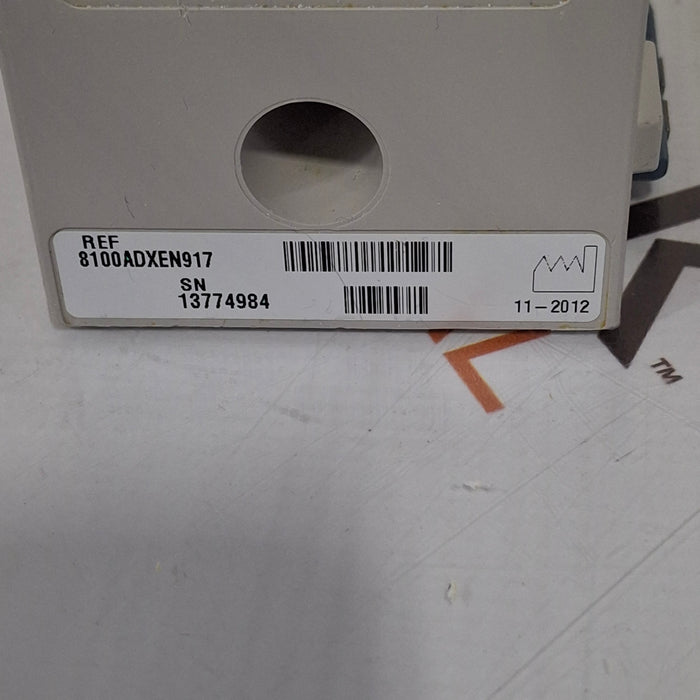 REF
8100ADXEN917
SN
13774984
11-2012
TM